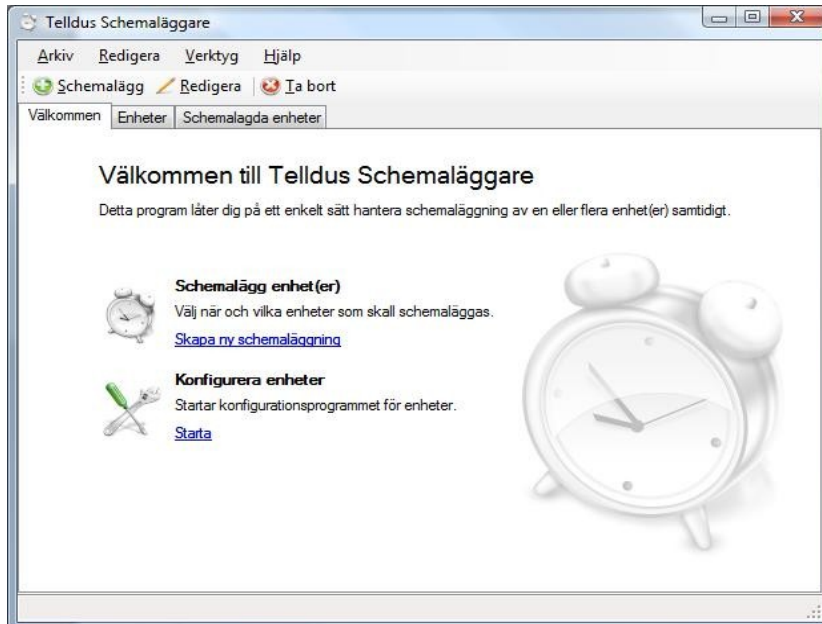 Telldus Schemaläggare
Arkiv Redigera Verktyg Hjälp
Schemalägg Redigera Ta bort
Välkommen Enheter Schemalagda enheter
Välkommen till Telldus Schemaläggare
Detta program låter dig på ett enkelt sätt hantera schemaläggning av en eller flera enhet(er) samtidigt.
Schemalägg enhet(er)
Välj när och vilka enheter som skall schemaläggas.
Skapa ny schemaläggning
Konfigurera enheter
Startar konfigurationsprogrammet för enheter.
Starta